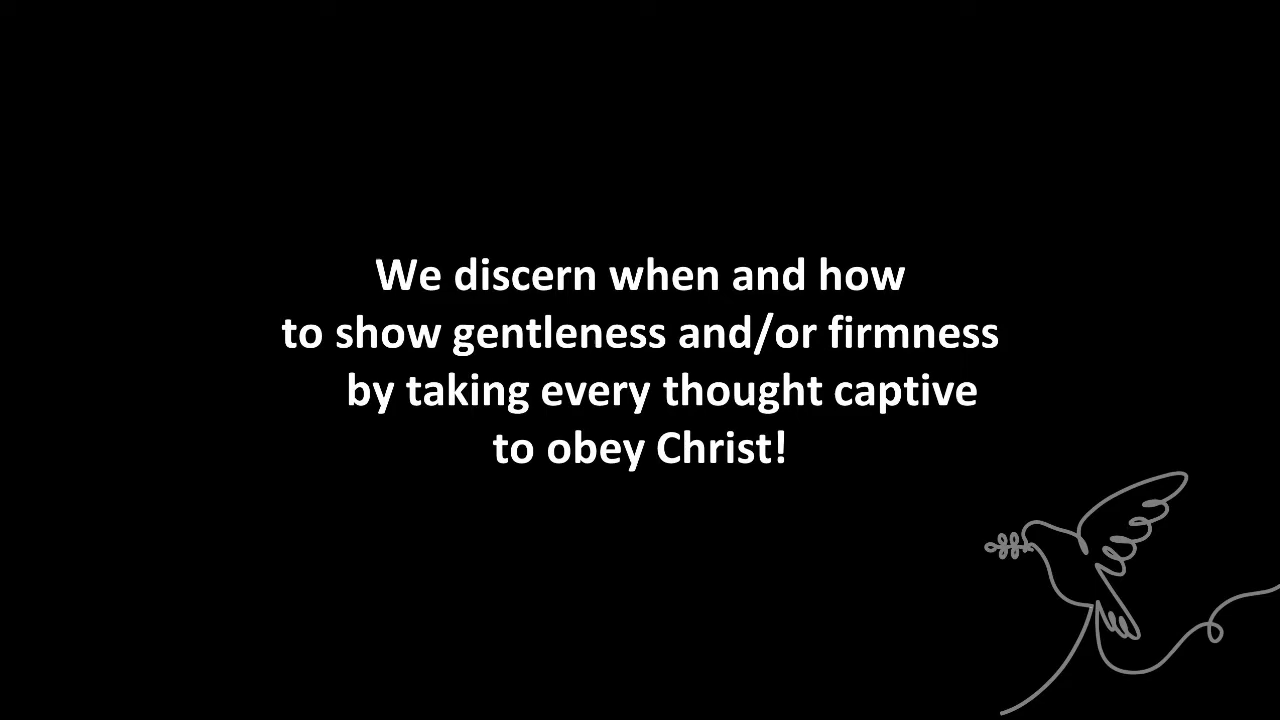 We discern when and how
to show gentleness and/or firmness
by taking every thought captive
to obey Christ!